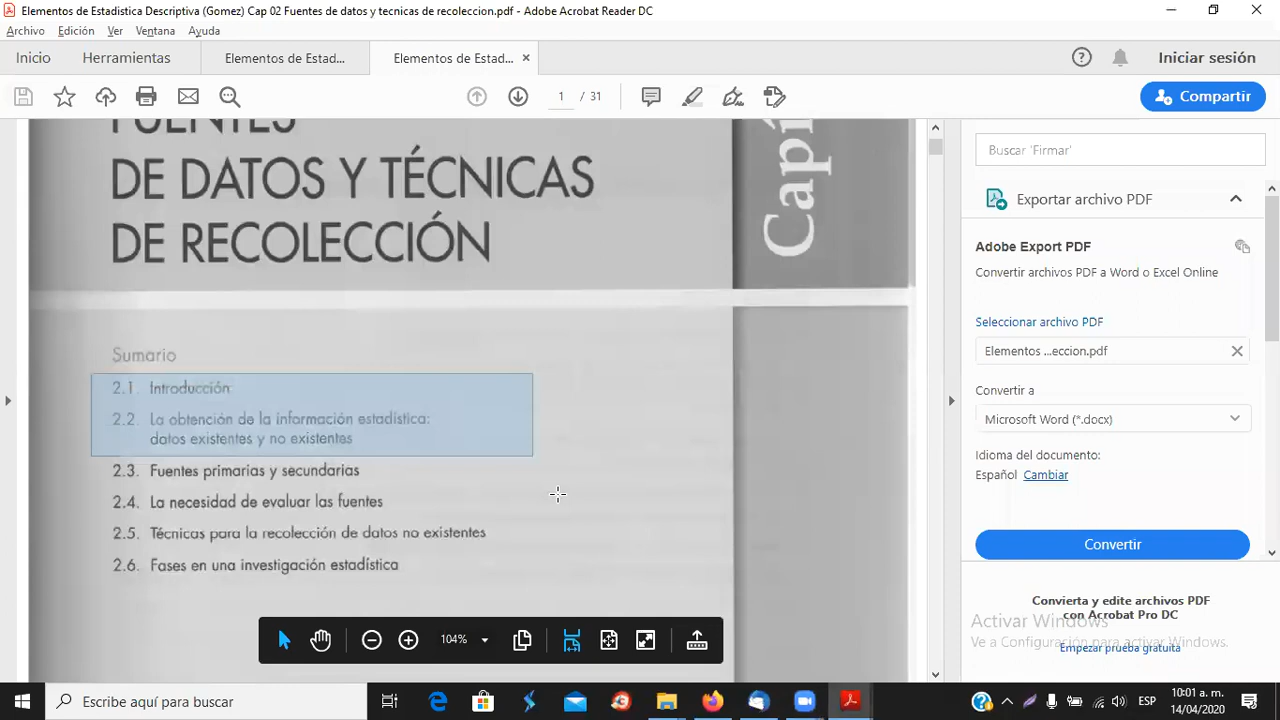 Elementos de Estadistica Descriptiva (Gomez) Cap 02 Fuentes de datos y tecnicas de recoleccion.pdf - Adobe Acrobat Reader DC
Archivo Edición Ver Ventana Ayuda
Inicio Herramientas Elementos de Estad... Elementos de Estad... × Iniciar sesión
1 / 31 Compartir
FUENTES
DE DATOS Y TÉCNICAS
DE RECOLECCIÓN
Capí
Sumario
2.1. Introducción
2.2. La obtención de la información estadística:
datos existentes y no existentes
2.3. Fuentes primarias y secundarias
2.4. La necesidad de evaluar las fuentes
2.5. Técnicas para la recolección de datos no existentes
2.6. Fases en una investigación estadística
104%
Buscar 'Firmar'
Exportar archivo PDF
Adobe Export PDF
Convertir archivos PDF a Word o Excel Online
Seleccionar archivo PDF
Elementos ...eccion.pdf
Convertir a
Microsoft Word (*.docx)
Idioma del documento:
Español Cambiar
Convertir
Convierta y edite archivos PDF
con Acrobat Pro DC
Activar Windows
Ve a Configuración para activar Windows.
Empezar prueba gratuita
Escribe aquí para buscar
ESP
10:01 a. m.
14/04/2020